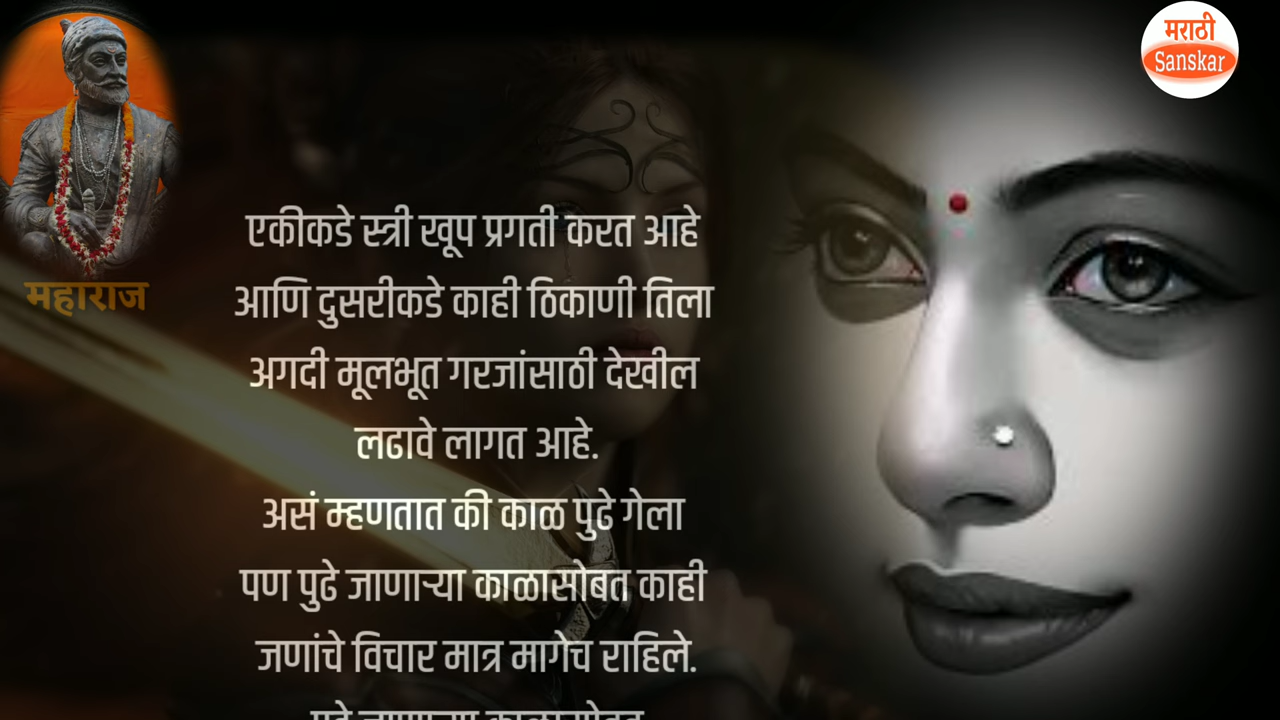 मराठी
Sanskar
महाराज
एकीकडे स्त्री खूप प्रगती करत आहे
आणि दुसरीकडे काही ठिकाणी तिला
अगदी मूलभूत गरजांसाठी देखील
लढावे लागत आहे.
असं म्हणतात की काळ पुढे गेला
पण पुढे जाणाऱ्या काळासोबत काही
जणांचे विचार मात्र मागेच राहिले.